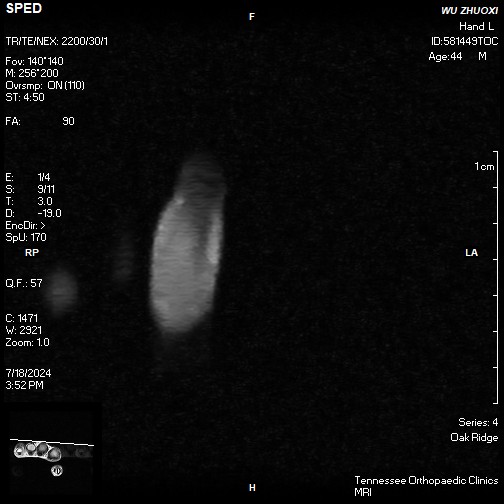 SPED
WU ZHUOXI
F
Hand L
TR/TE/NEX: 2200/30/1
ID:581449TOC
Age:44 M
Fov: 140*140
M: 256*200
Ovrsmp: ON (110)
ST: 4:50
FA: 90
1cm
E: 1/4
S: 9/11
T: 3.0
D: -19.0
EncDir: >
SpU: 170
RP
LA
Q.F.: 57
C: 1471
W: 2921
Zoom: 1.0
7/18/2024
3:52 PM
Series: 4
Oak Ridge
H
Tennessee Orthopaedic Clinics
MRI